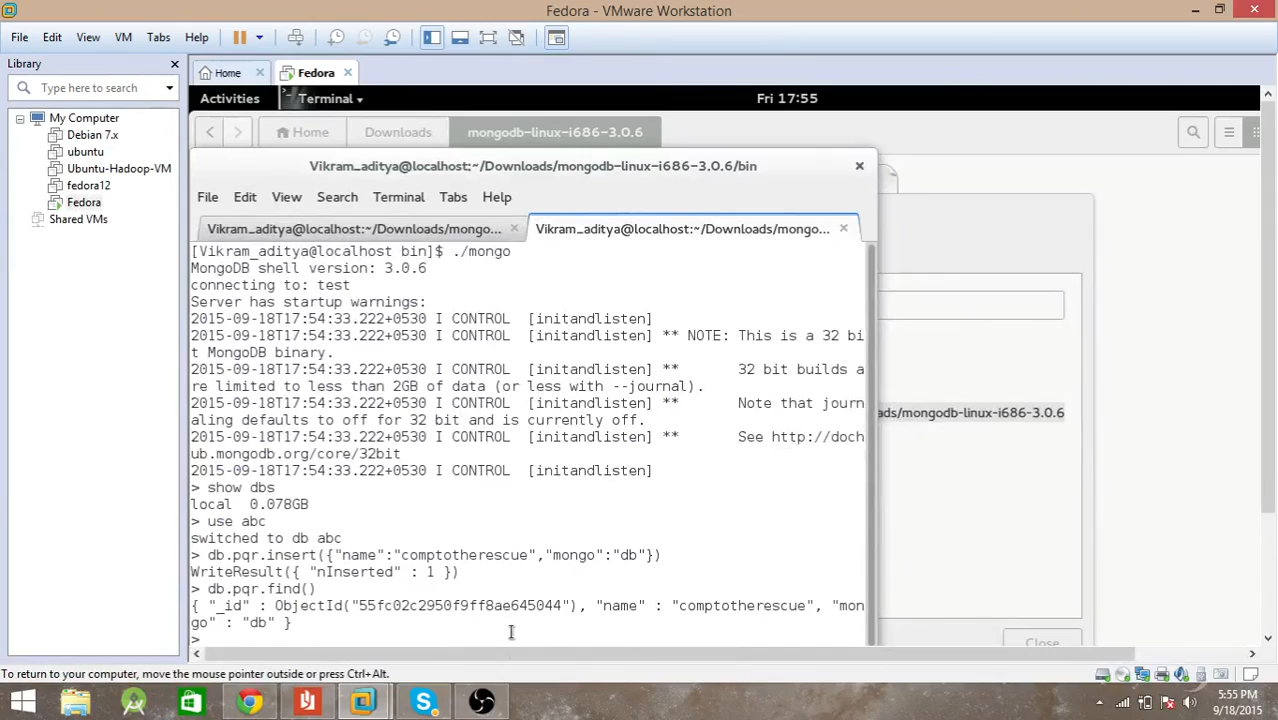 Fedora - VMware Workstation
File Edit View VM Tabs Help
Library
Type here to search
My Computer
Debian 7.x
ubuntu
Ubuntu-Hadoop-VM
fedora12
Fedora
Shared VMs
Home Fedora
Activities Terminal Fri 17:55
Home Downloads mongodb-linux-i686-3.0.6
Vikram_aditya@localhost:~/Downloads/mongodb-linux-i686-3.0.6/bin
File Edit View Search Terminal Tabs Help
Vikram_aditya@localhost:~/Downloads/mongo... Vikram_aditya@localhost:~/Downloads/mongo...
[Vikram_aditya@localhost bin]$ ./mongo
MongoDB shell version: 3.0.6
connecting to: test
Server has startup warnings:
2015-09-18T17:54:33.222+0530 I CONTROL [initandlisten]
2015-09-18T17:54:33.222+0530 I CONTROL [initandlisten] ** NOTE: This is a 32 bi
t MongoDB binary.
2015-09-18T17:54:33.222+0530 I CONTROL [initandlisten] ** 32 bit builds a
re limited to less than 2GB of data (or less with --journal).
2015-09-18T17:54:33.222+0530 I CONTROL [initandlisten] ** Note that journ
aling defaults to off for 32 bit and is currently off.
2015-09-18T17:54:33.222+0530 I CONTROL [initandlisten] ** See http://doch
ub.mongodb.org/core/32bit
2015-09-18T17:54:33.222+0530 I CONTROL [initandlisten]
> show dbs
local 0.078GB
> use abc
switched to db abc
> db.pqr.insert({"name":"comptotherescue","mongo":"db"})
WriteResult({ "nInserted" : 1 })
> db.pqr.find()
{ "_id" : ObjectId("55fc02c2950f9ff8ae645044"), "name" : "comptotherescue", "mon
go" : "db" }
>
ads/mongodb-linux-i686-3.0.6
Close
To return to your computer, move the mouse pointer outside or press Ctrl+Alt.
5:55 PM
9/18/2015